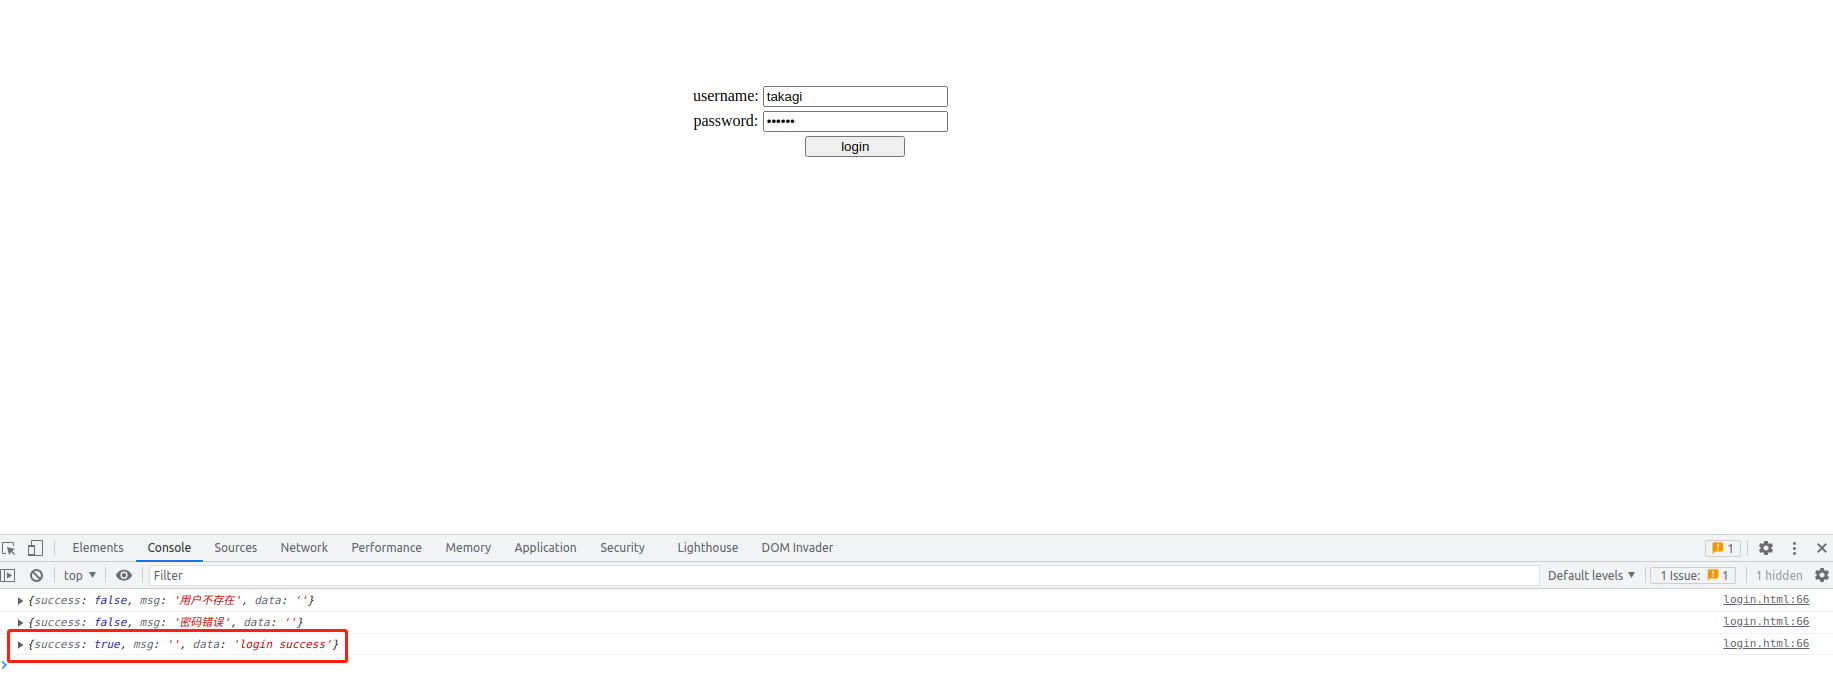 username: takagi
password: ••••••
login
Elements Console Sources Network Performance Memory Application Security Lighthouse DOM Invader 1
top Filter Default levels 1 Issue: 1 1 hidden
{success: false, msg: '用户不存在', data: ''} login.html:66
{success: false, msg: '密码错误', data: ''} login.html:66
{success: true, msg: '', data: 'login success'} login.html:66